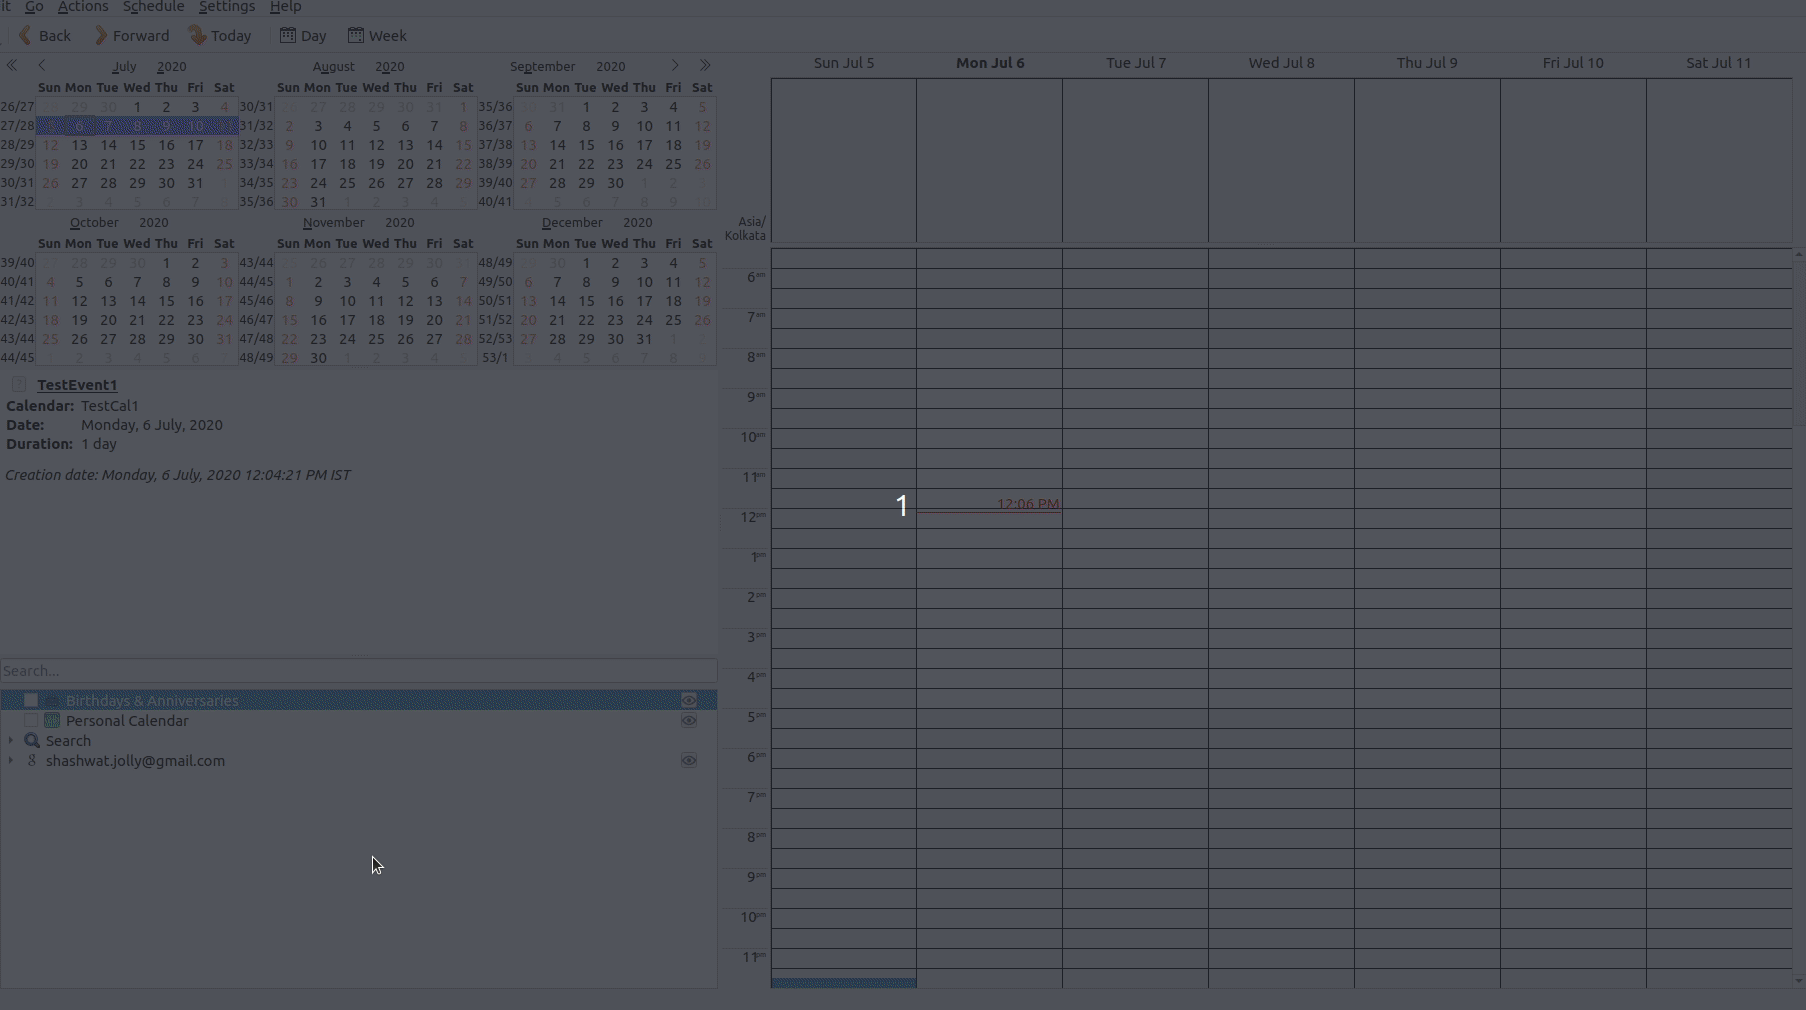 it Go Actions Schedule Settings Help
Back Forward Today Day Week
July 2020 August 2020 September 2020
Sun Mon Tue Wed Thu Fri Sat Sun Mon Tue Wed Thu Fri Sat Sun Mon Tue Wed Thu Fri Sat
26/27 29 30 1 2 3 4 30/31 27 28 29 30 31 1 35/36 31 1 2 3 4 5
27/28 6 7 8 9 10 31/32 2 3 4 5 6 7 8 36/37 6 7 8 9 10 11 12
28/29 12 13 14 15 16 17 18 32/33 9 10 11 12 13 14 15 37/38 13 14 15 16 17 18 19
29/30 19 20 21 22 23 24 25 33/34 16 17 18 19 20 21 22 38/39 20 21 22 23 24 25 26
30/31 26 27 28 29 30 31 34/35 23 24 25 26 27 28 29 39/40 27 28 29 30 1 2
31/32 3 4 5 6 7 35/36 30 31 1 2 3 4 40/41 5 6 7 8 9
October 2020 November 2020 December 2020
Sun Mon Tue Wed Thu Fri Sat Sun Mon Tue Wed Thu Fri Sat Sun Mon Tue Wed Thu Fri Sat
39/40 28 29 30 1 2 3 43/44 26 27 28 29 30 48/49 30 1 2 3 4 5
40/41 4 5 6 7 8 9 10 44/45 1 2 3 4 5 6 7 49/50 6 7 8 9 10 11 12
41/42 11 12 13 14 15 16 17 45/46 8 9 10 11 12 13 14 50/51 13 14 15 16 17 18 19
42/43 18 19 20 21 22 23 24 46/47 15 16 17 18 19 20 21 51/52 20 21 22 23 24 25 26
43/44 25 26 27 28 29 30 31 47/48 22 23 24 25 26 27 28 52/53 27 28 29 30 31 1
44/45 2 3 4 5 6 48/49 29 30 1 2 3 4 53/1 4 5 6 7 8
TestEvent1
Calendar: TestCal1
Date: Monday, 6 July, 2020
Duration: 1 day
Creation date: Monday, 6 July, 2020 12:04:21 PM IST
Search...
Birthdays & Anniversaries
Personal Calendar
Search
shashwat.jolly@gmail.com
Sun Jul 5 Mon Jul 6 Tue Jul 7 Wed Jul 8 Thu Jul 9 Fri Jul 10 Sat Jul 11
Asia/
Kolkata
6am
7am
8am
9am
10am
11am
1 12:06 PM
12pm
1pm
2pm
3pm
4pm
5pm
6pm
7pm
8pm
9pm
10pm
11pm